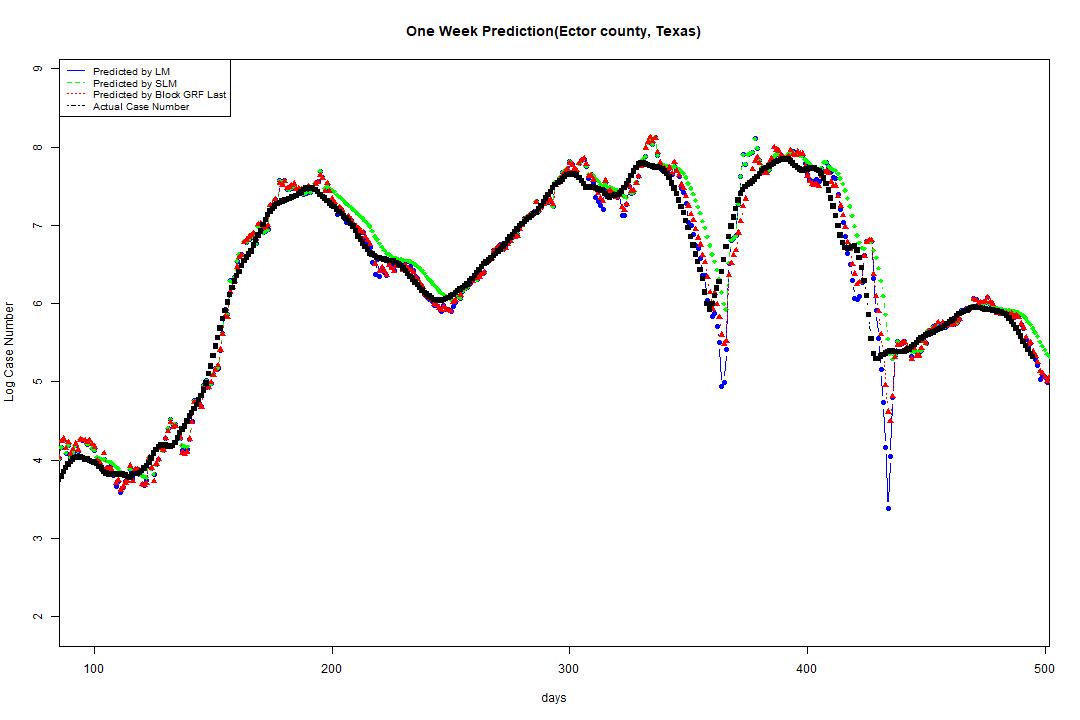 One Week Prediction(Ector county, Texas)
Predicted by LM
Predicted by SLM
Predicted by Block GRF Last
Actual Case Number
9
8
7
6
5
4
3
2
Log Case Number
100 200 300 400 500
days